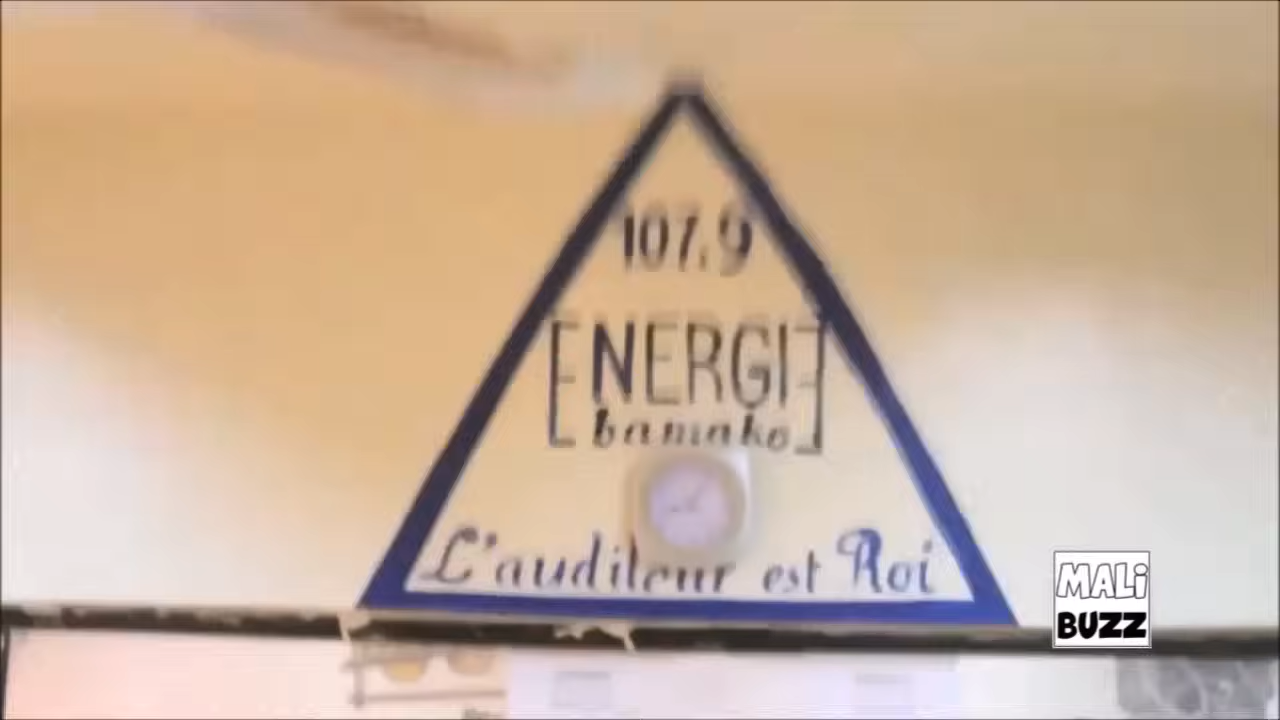 107.9
ENERGIE
bamako
L'auditeur est Roi
MALi
BUZZ